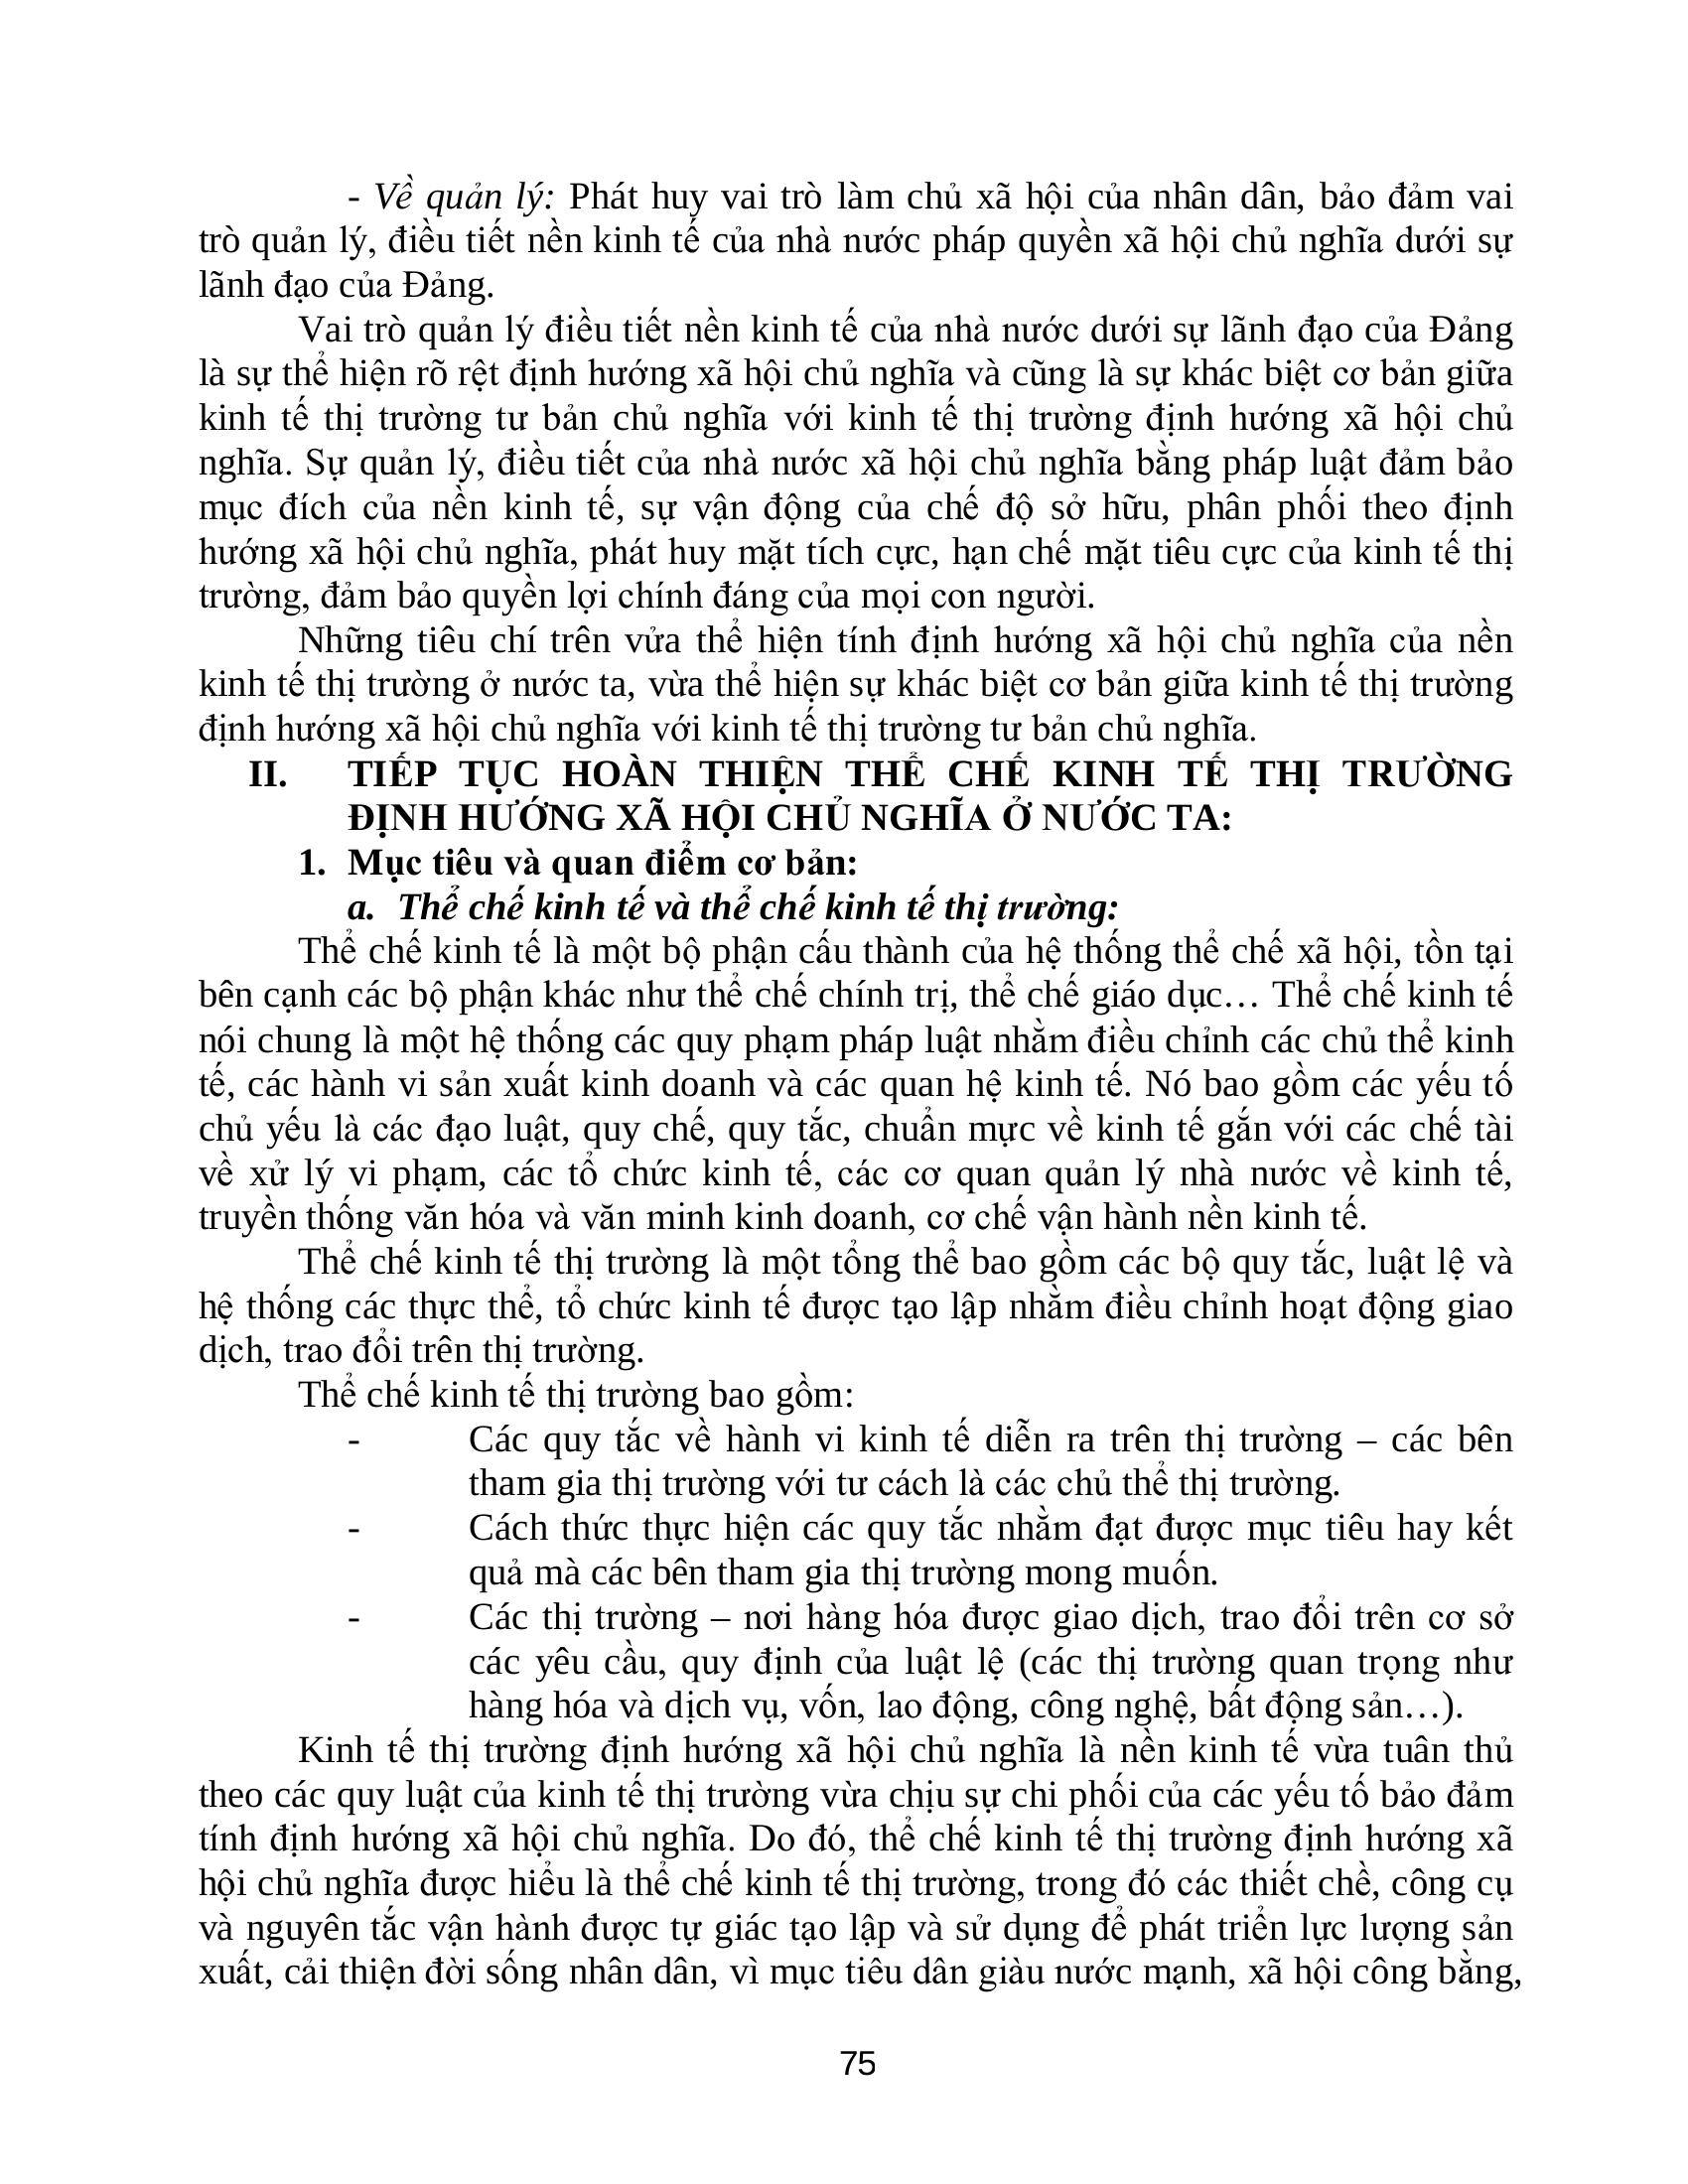 - Về quản lý: Phát huy vai trò làm chủ xã hội của nhân dân, bảo đảm vai
trò quản lý, điều tiết nền kinh tế của nhà nước pháp quyền xã hội chủ nghĩa dưới sự
lãnh đạo của Đảng.
Vai trò quản lý điều tiết nền kinh tế của nhà nước dưới sự lãnh đạo của Đảng
là sự thể hiện rõ rệt định hướng xã hội chủ nghĩa và cũng là sự khác biệt cơ bản giữa
kinh tế thị trường tư bản chủ nghĩa với kinh tế thị trường định hướng xã hội chủ
nghĩa. Sự quản lý, điều tiết của nhà nước xã hội chủ nghĩa bằng pháp luật đảm bảo
mục đích của nền kinh tế, sự vận động của chế độ sở hữu, phân phối theo định
hướng xã hội chủ nghĩa, phát huy mặt tích cực, hạn chế mặt tiêu cực của kinh tế thị
trường, đảm bảo quyền lợi chính đáng của mọi con người.
Những tiêu chí trên vửa thể hiện tính định hướng xã hội chủ nghĩa của nền
kinh tế thị trường ở nước ta, vừa thể hiện sự khác biệt cơ bản giữa kinh tế thị trường
định hướng xã hội chủ nghĩa với kinh tế thị trường tư bản chủ nghĩa.
II. TIẾP TỤC HOÀN THIỆN THỂ CHẾ KINH TẾ THỊ TRƯỜNG
ĐỊNH HƯỚNG XÃ HỘI CHỦ NGHĨA Ở NƯỚC TA:
1. Mục tiêu và quan điểm cơ bản:
a. Thể chế kinh tế và thể chế kinh tế thị trường:
Thể chế kinh tế là một bộ phận cấu thành của hệ thống thể chế xã hội, tồn tại
bên cạnh các bộ phận khác như thể chế chính trị, thể chế giáo dục… Thể chế kinh tế
nói chung là một hệ thống các quy phạm pháp luật nhằm điều chỉnh các chủ thể kinh
tế, các hành vi sản xuất kinh doanh và các quan hệ kinh tế. Nó bao gồm các yếu tố
chủ yếu là các đạo luật, quy chế, quy tắc, chuẩn mực về kinh tế gắn với các chế tài
về xử lý vi phạm, các tổ chức kinh tế, các cơ quan quản lý nhà nước về kinh tế,
truyền thống văn hóa và văn minh kinh doanh, cơ chế vận hành nền kinh tế.
Thể chế kinh tế thị trường là một tổng thể bao gồm các bộ quy tắc, luật lệ và
hệ thống các thực thể, tổ chức kinh tế được tạo lập nhằm điều chỉnh hoạt động giao
dịch, trao đổi trên thị trường.
Thể chế kinh tế thị trường bao gồm:
- Các quy tắc về hành vi kinh tế diễn ra trên thị trường – các bên
tham gia thị trường với tư cách là các chủ thể thị trường.
- Cách thức thực hiện các quy tắc nhằm đạt được mục tiêu hay kết
quả mà các bên tham gia thị trường mong muốn.
- Các thị trường – nơi hàng hóa được giao dịch, trao đổi trên cơ sở
các yêu cầu, quy định của luật lệ (các thị trường quan trọng như
hàng hóa và dịch vụ, vốn, lao động, công nghệ, bất động sản…).
Kinh tế thị trường định hướng xã hội chủ nghĩa là nền kinh tế vừa tuân thủ
theo các quy luật của kinh tế thị trường vừa chịu sự chi phối của các yếu tố bảo đảm
tính định hướng xã hội chủ nghĩa. Do đó, thể chế kinh tế thị trường định hướng xã
hội chủ nghĩa được hiểu là thể chế kinh tế thị trường, trong đó các thiết chề, công cụ
và nguyên tắc vận hành được tự giác tạo lập và sử dụng để phát triển lực lượng sản
xuất, cải thiện đời sống nhân dân, vì mục tiêu dân giàu nước mạnh, xã hội công bằng,
75